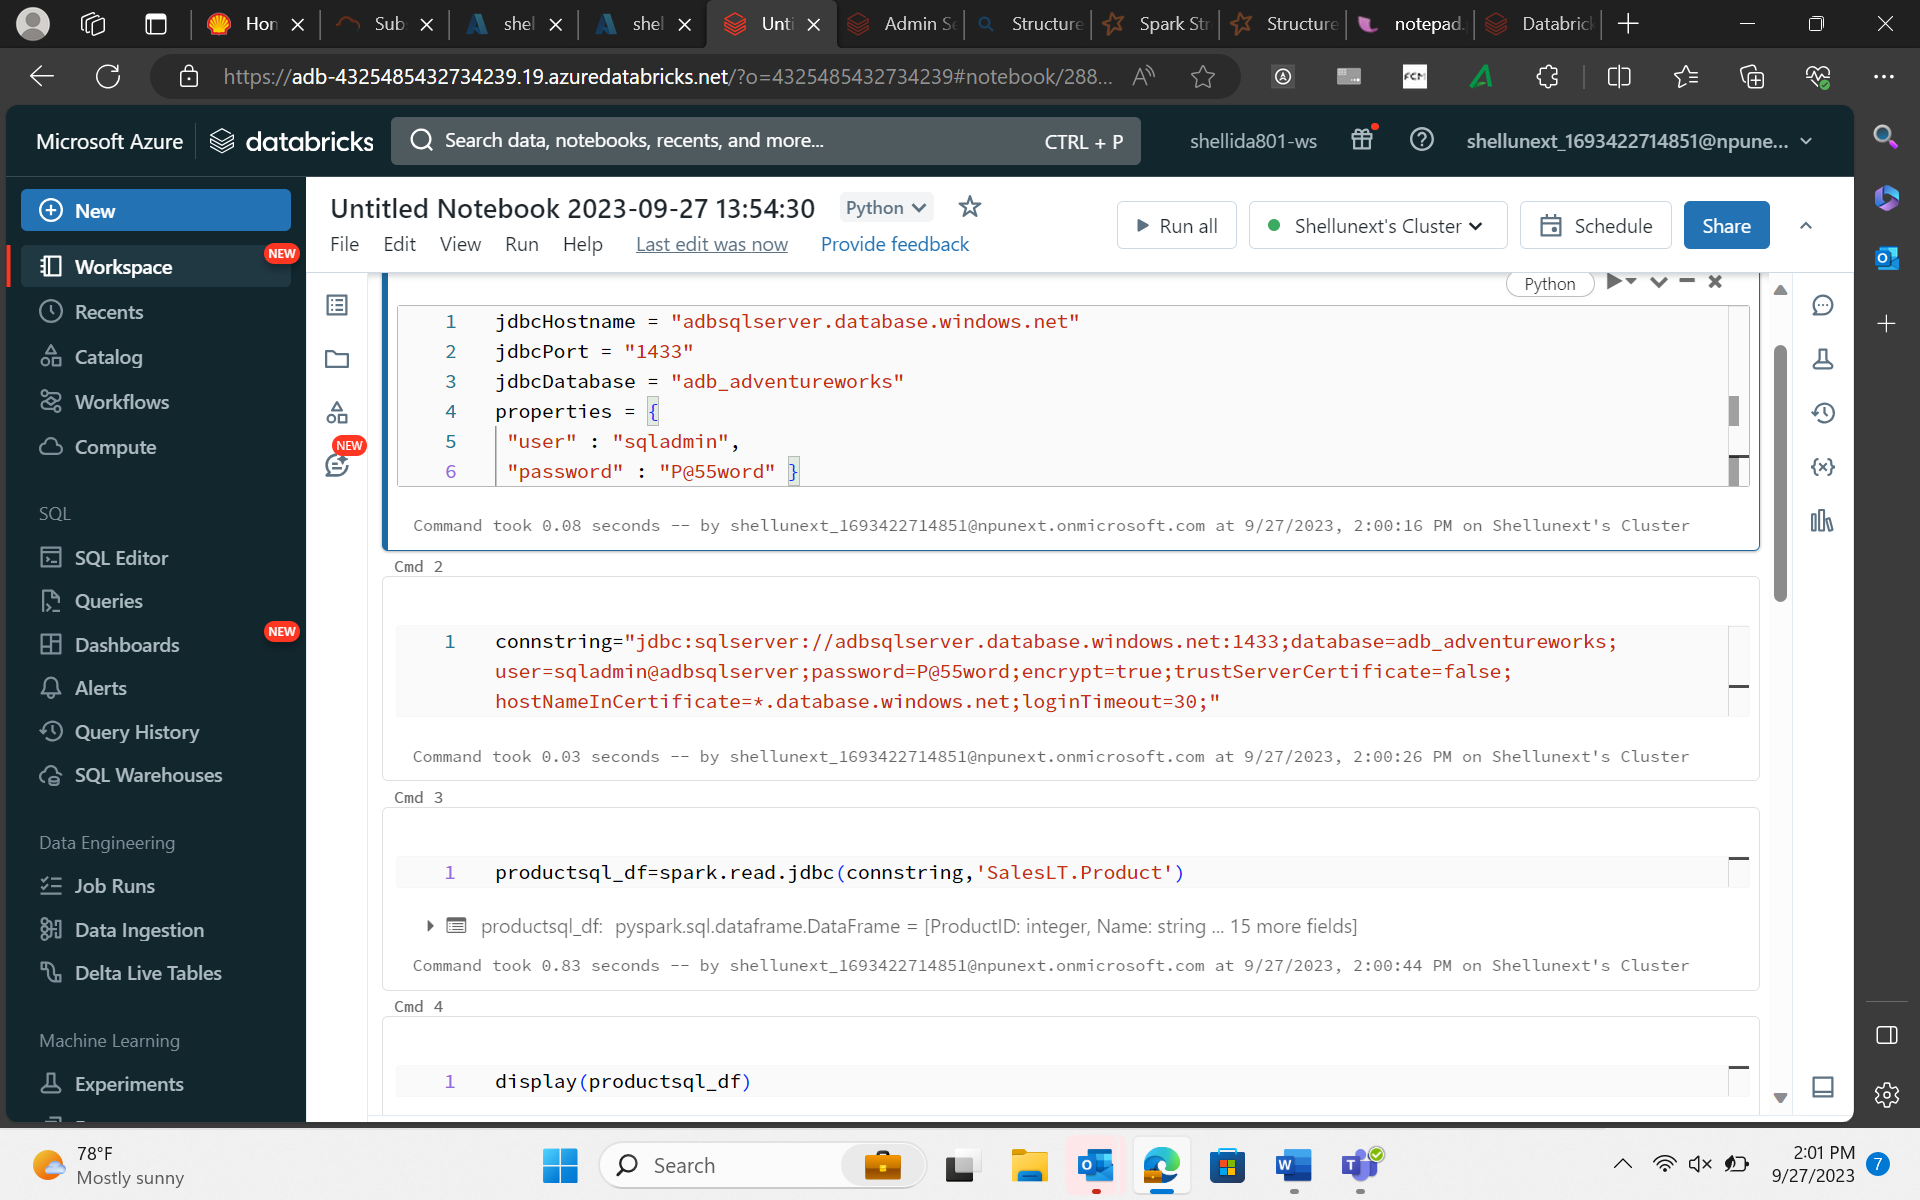 Hon
Sub
shel
shel
Unti
Admin Se
Structure
Spark Str
Structure
notepad.
Databrick
https://adb-4325485432734239.19.azuredatabricks.net/?o=4325485432734239#notebook/288...
Microsoft Azure
databricks
Search data, notebooks, recents, and more...
CTRL + P
shellida801-ws
shellunext_1693422714851@npune...
New
Workspace
NEW
Recents
Catalog
Workflows
Compute
SQL
SQL Editor
Queries
Dashboards
NEW
Alerts
Query History
SQL Warehouses
Data Engineering
Job Runs
Data Ingestion
Delta Live Tables
Machine Learning
Experiments
Untitled Notebook 2023-09-27 13:54:30
Python
File Edit View Run Help Last edit was now Provide feedback
Run all
Shellunext's Cluster
Schedule
Share
NEW
Python
1 jdbcHostname = "adbsqlserver.database.windows.net"
2 jdbcPort = "1433"
3 jdbcDatabase = "adb_adventureworks"
4 properties = {
5 "user" : "sqladmin",
6 "password" : "P@55word" }
Command took 0.08 seconds -- by shellunext_1693422714851@npunext.onmicrosoft.com at 9/27/2023, 2:00:16 PM on Shellunext's Cluster
Cmd 2
1 connstring="jdbc:sqlserver://adbsqlserver.database.windows.net:1433;database=adb_adventureworks;
user=sqladmin@adbsqlserver;password=P@55word;encrypt=true;trustServerCertificate=false;
hostNameInCertificate=*.database.windows.net;loginTimeout=30;"
Command took 0.03 seconds -- by shellunext_1693422714851@npunext.onmicrosoft.com at 9/27/2023, 2:00:26 PM on Shellunext's Cluster
Cmd 3
1 productsql_df=spark.read.jdbc(connstring,'SalesLT.Product')
productsql_df: pyspark.sql.dataframe.DataFrame = [ProductID: integer, Name: string ... 15 more fields]
Command took 0.83 seconds -- by shellunext_1693422714851@npunext.onmicrosoft.com at 9/27/2023, 2:00:44 PM on Shellunext's Cluster
Cmd 4
1 display(productsql_df)
78°F
Mostly sunny
Search
2:01 PM
9/27/2023
7